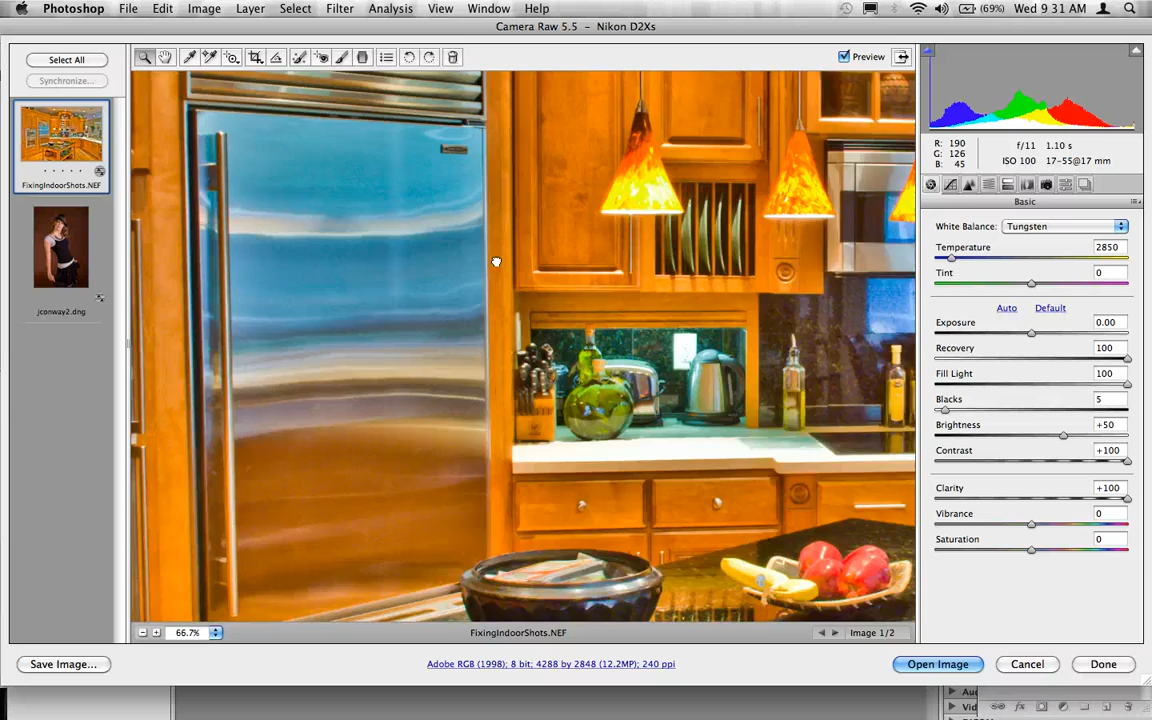 Photoshop File Edit Image Layer Select Filter Analysis View Window Help (69%) Wed 9 31 AM
Camera Raw 5.5 - Nikon D2Xs
Select All
Synchronize...
FixingIndoorShots.NEF
jconway2.dng
Preview
R: 190
G: 126
B: 45
f/11 1.10 s
ISO 100 17-55@17 mm
Basic
White Balance: Tungsten
Temperature 2850
Tint 0
Auto Default
Exposure 0.00
Recovery 100
Fill Light 100
Blacks 5
Brightness +50
Contrast +100
Clarity +100
Vibrance 0
Saturation 0
66.7% FixingIndoorShots.NEF Image 1/2
Save Image... Adobe RGB (1998); 8 bit; 4288 by 2848 (12.2MP); 240 ppi Open Image Cancel Done
Vid